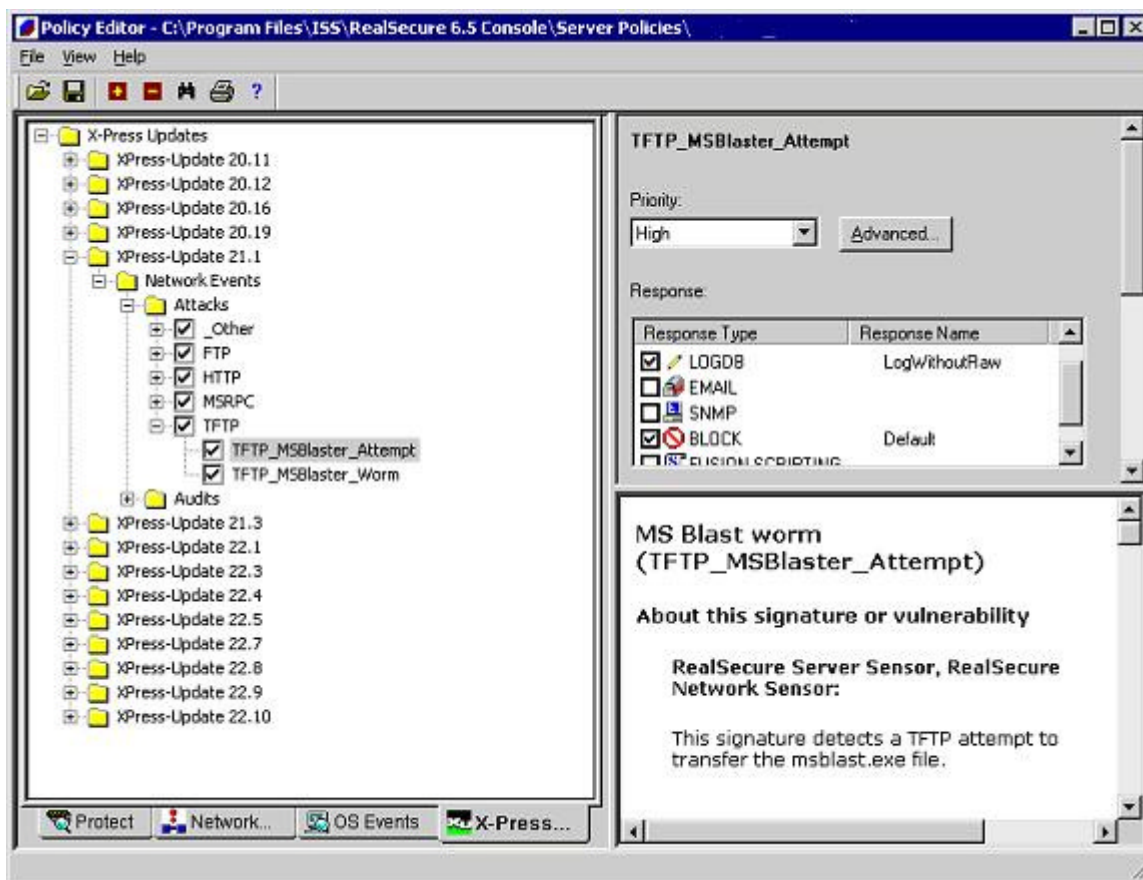 Policy Editor - C:\Program Files\ISS\RealSecure 6.5 Console\Server Policies\
File View Help
X-Press Updates
XPress-Update 20.11
XPress-Update 20.12
XPress-Update 20.16
XPress-Update 20.19
XPress-Update 21.1
Network Events
Attacks
_Other
FTP
HTTP
MSRPC
TFTP
TFTP_MSBlaster_Attempt
TFTP_MSBlaster_Worm
Audits
XPress-Update 21.3
XPress-Update 22.1
XPress-Update 22.3
XPress-Update 22.4
XPress-Update 22.5
XPress-Update 22.7
XPress-Update 22.8
XPress-Update 22.9
XPress-Update 22.10
Protect Network... OS Events X-Press...
TFTP_MSBlaster_Attempt
Priority:
High Advanced...
Response:
Response Type Response Name
LOGDB LogWithoutRaw
EMAIL
SNMP
BLOCK Default
FUSION SCRIPTING
MS Blast worm
(TFTP_MSBlaster_Attempt)
About this signature or vulnerability
RealSecure Server Sensor, RealSecure
Network Sensor:
This signature detects a TFTP attempt to
transfer the msblast.exe file.